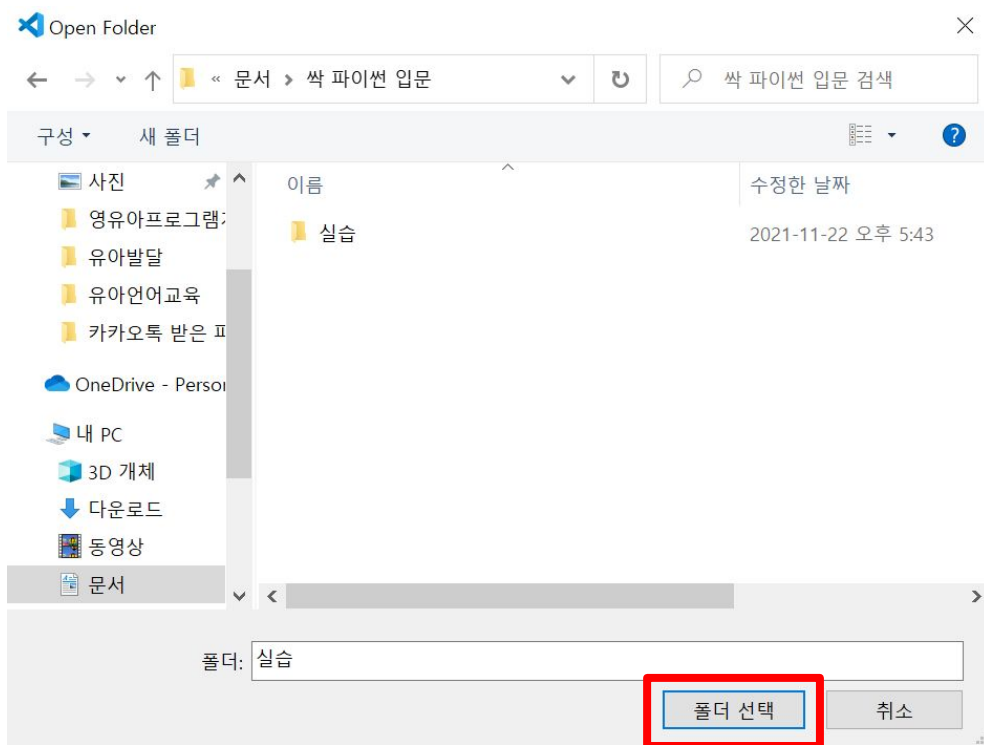 Open Folder
« 문서 > 싹 파이썬 입문
싹 파이썬 입문 검색
구성
새 폴더
사진
영유아프로그램
유아발달
유아언어교육
카카오톡 받은
OneDrive -
내 PC
3D 개체
다운로드
동영상
문서
이름
수정한 날짜
실습
2021-11-22 오후 5:43
폴더: 실습
폴더 선택
취소